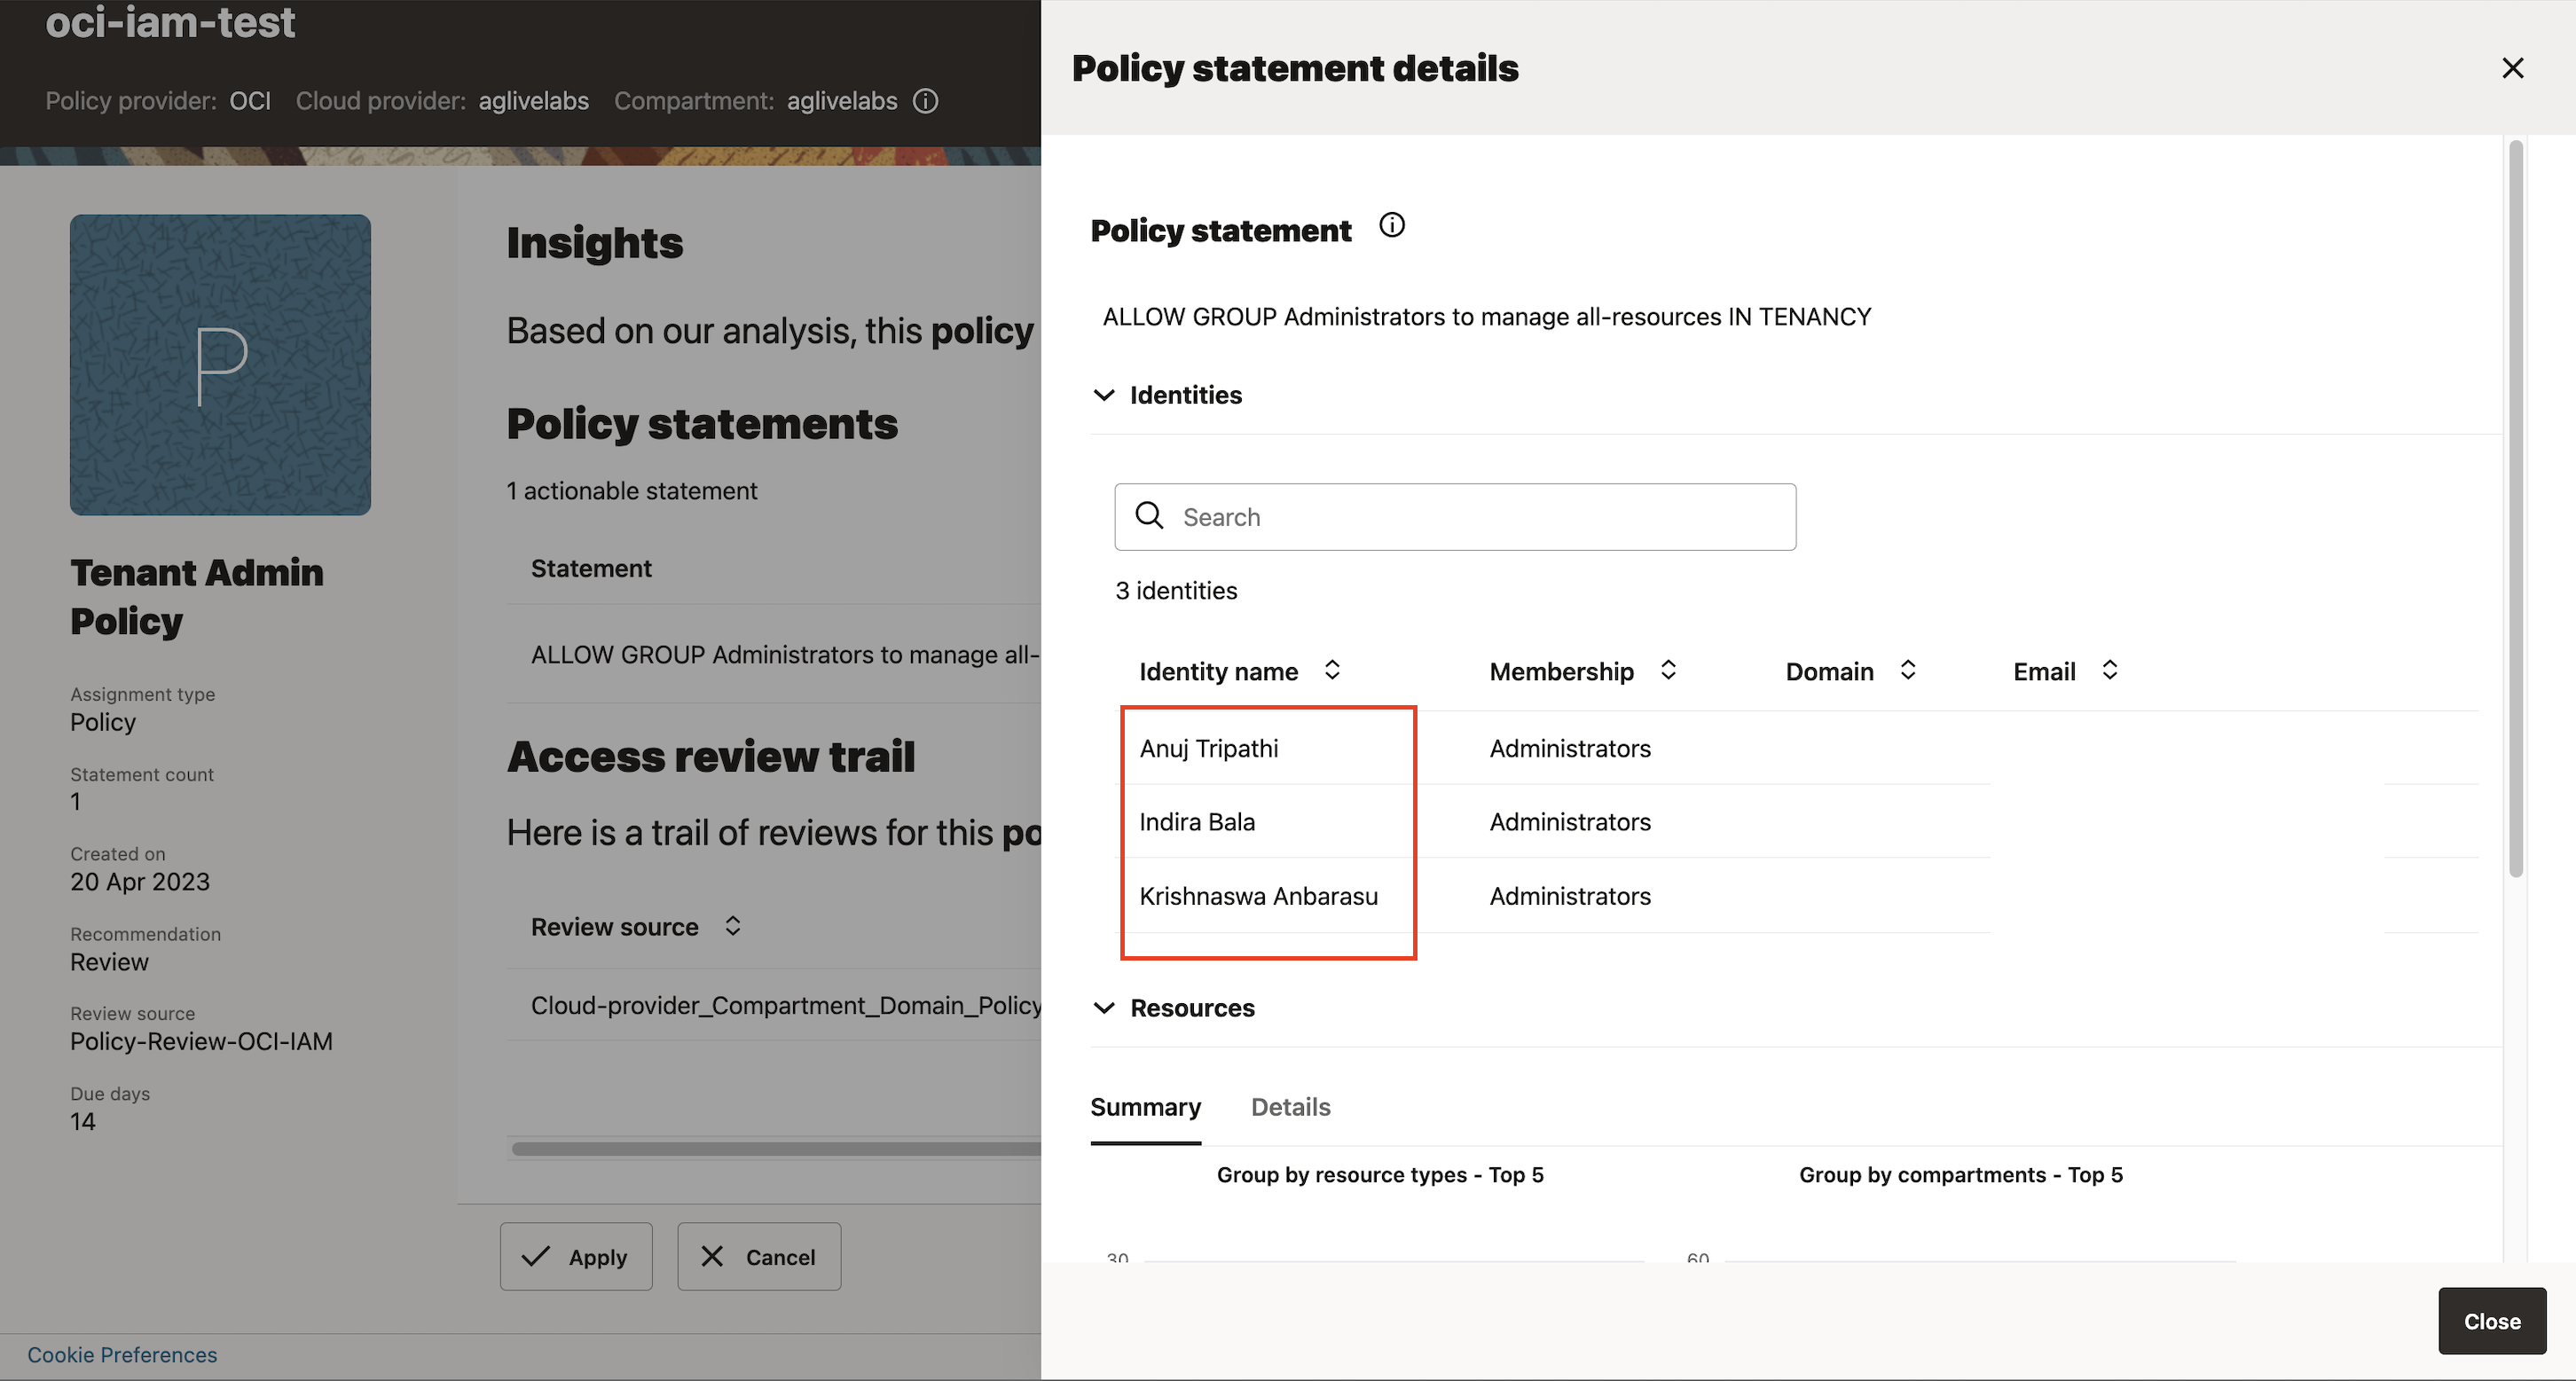 oci-iam-test
Policy provider: OCI Cloud provider: aglivelabs Compartment: aglivelabs
P
Tenant Admin
Policy
Assignment type
Policy
Statement count
1
Created on
20 Apr 2023
Recommendation
Review
Review source
Policy-Review-OCI-IAM
Due days
14
Insights
Based on our analysis, this policy
Policy statements
1 actionable statement
Statement
ALLOW GROUP Administrators to manage all-
Access review trail
Here is a trail of reviews for this po
Review source
Cloud-provider_Compartment_Domain_Policy
Apply Cancel
Cookie Preferences
Policy statement details
Policy statement
ALLOW GROUP Administrators to manage all-resources IN TENANCY
Identities
Search
3 identities
Identity name Membership Domain Email
Anuj Tripathi Administrators
Indira Bala Administrators
Krishnaswa Anbarasu Administrators
Resources
Summary Details
Group by resource types - Top 5 Group by compartments - Top 5
30 60
Close